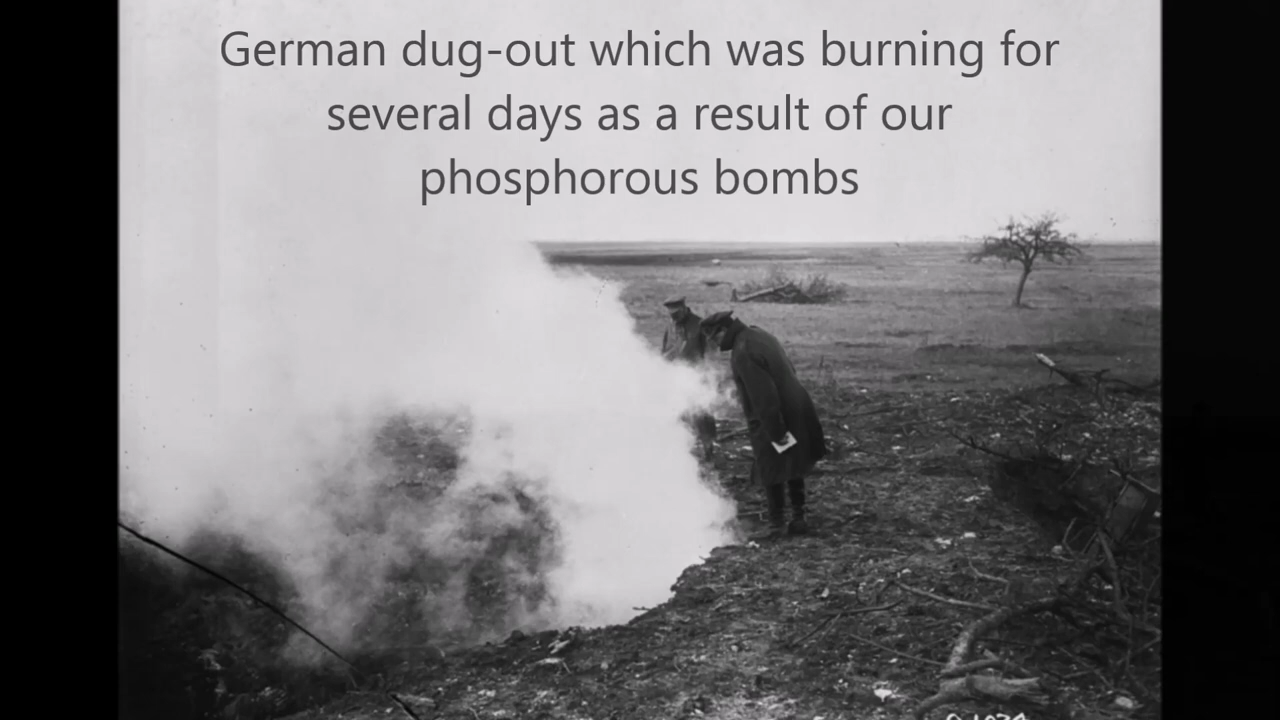 German dug-out which was burning for
several days as a result of our
phosphorous bombs